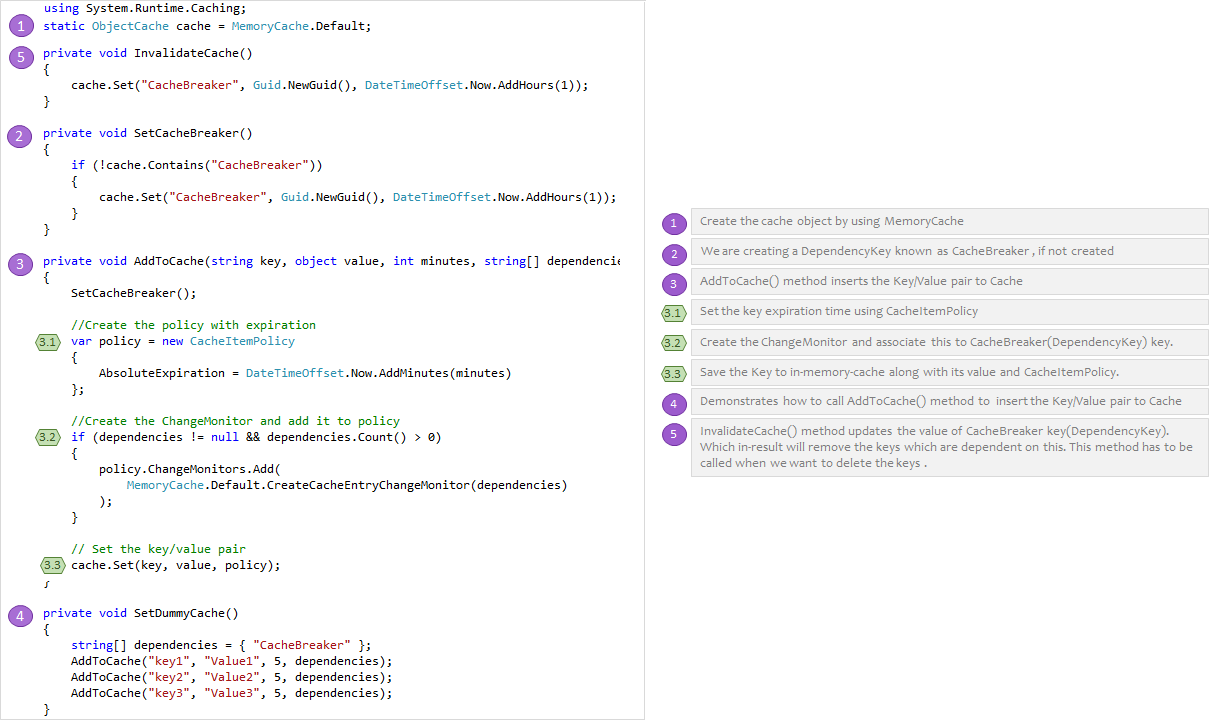 using System.Runtime.Caching;
1 static ObjectCache cache = MemoryCache.Default;
5 private void InvalidateCache()
{
cache.Set("CacheBreaker", Guid.NewGuid(), DateTimeOffset.Now.AddHours(1));
}
2 private void SetCacheBreaker()
{
if (!cache.Contains("CacheBreaker"))
{
cache.Set("CacheBreaker", Guid.NewGuid(), DateTimeOffset.Now.AddHours(1));
}
}
3 private void AddToCache(string key, object value, int minutes, string[] dependencie
{
SetCacheBreaker();
//Create the policy with expiration
3.1 var policy = new CacheItemPolicy
{
AbsoluteExpiration = DateTimeOffset.Now.AddMinutes(minutes)
};
//Create the ChangeMonitor and add it to policy
3.2 if (dependencies != null && dependencies.Count() > 0)
{
policy.ChangeMonitors.Add(
MemoryCache.Default.CreateCacheEntryChangeMonitor(dependencies)
);
}
// Set the key/value pair
3.3 cache.Set(key, value, policy);
4 private void SetDummyCache()
{
string[] dependencies = { "CacheBreaker" };
AddToCache("key1", "Value1", 5, dependencies);
AddToCache("key2", "Value2", 5, dependencies);
AddToCache("key3", "Value3", 5, dependencies);
}
1 Create the cache object by using MemoryCache
2 We are creating a DependencyKey known as CacheBreaker , if not created
3 AddToCache() method inserts the Key/Value pair to Cache
3.1 Set the key expiration time using CacheItemPolicy
3.2 Create the ChangeMonitor and associate this to CacheBreaker(DependencyKey) key.
3.3 Save the Key to in-memory-cache along with its value and CacheItemPolicy.
4 Demonstrates how to call AddToCache() method to insert the Key/Value pair to Cache
5 InvalidateCache() method updates the value of CacheBreaker key(DependencyKey).
Which in-result will remove the keys which are dependent on this. This method has to be
called when we want to delete the keys .